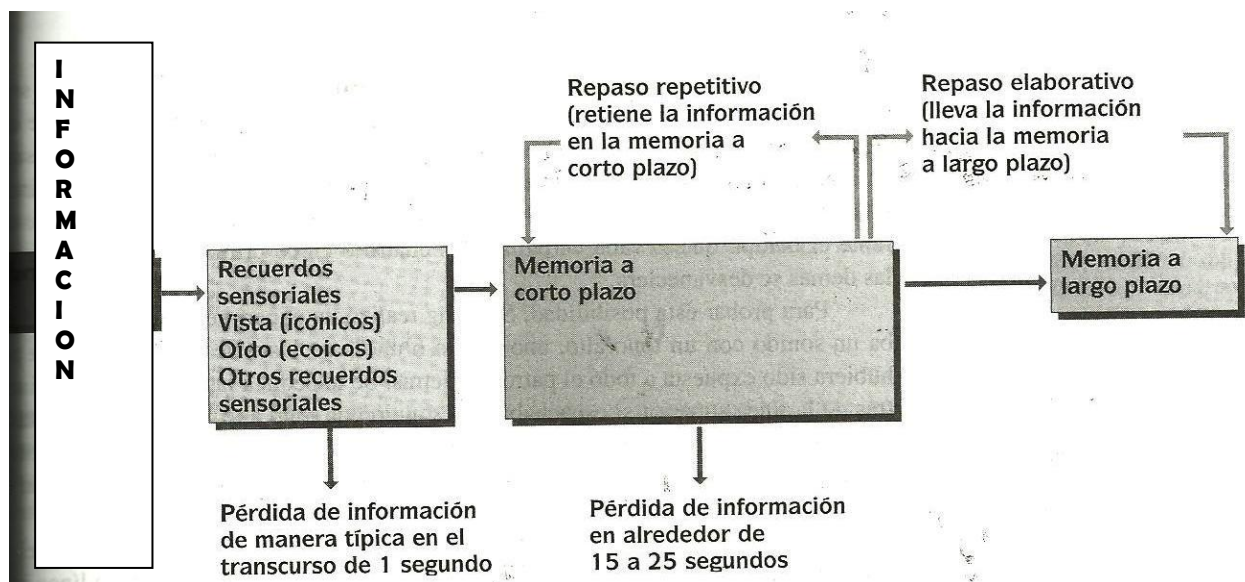 INFORMACION
Repaso repetitivo
(retiene la información
en la memoria a
corto plazo)
Repaso elaborativo
(lleva la información
hacia la memoria
a largo plazo)
Recuerdos
sensoriales
Vista (icónicos)
Oído (ecoicos)
Otros recuerdos
sensoriales
Memoria a
corto plazo
Memoria a
largo plazo
Pérdida de información
de manera típica en el
transcurso de 1 segundo
Pérdida de información
en alrededor de
15 a 25 segundos